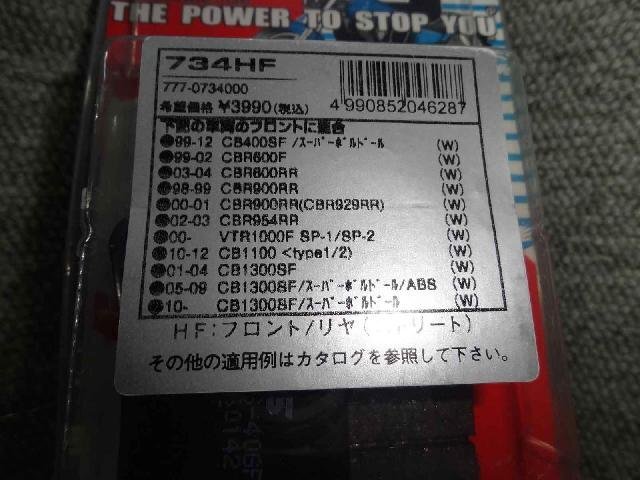 THE POWER TO STOP YOU
734HF
777-0734000
希望価格 ¥3990(税込)
4 990852 046287
下記の車両のフロントに適合
●99-12 CB400SF/スーパーボルドール (W)
●99-02 CBR600F (W)
●03-04 CBR600RR (W)
●98-99 CBR900RR (W)
●00-01 CBR900RR(CBR929RR) (W)
●02-03 CBR954RR (W)
●00- VTR1000F SP-1/SP-2 (W)
●10-12 CB1100 <type1/2) (W)
●01-04 CB1300SF (W)
●05-09 CB1300SF/スーパーボルドール/ABS (W)
●10- CB1300SF/スーパーボルドール (W)
HF:フロント/リヤ( トリート)
その他の適用例はカタログを参照して下さい。